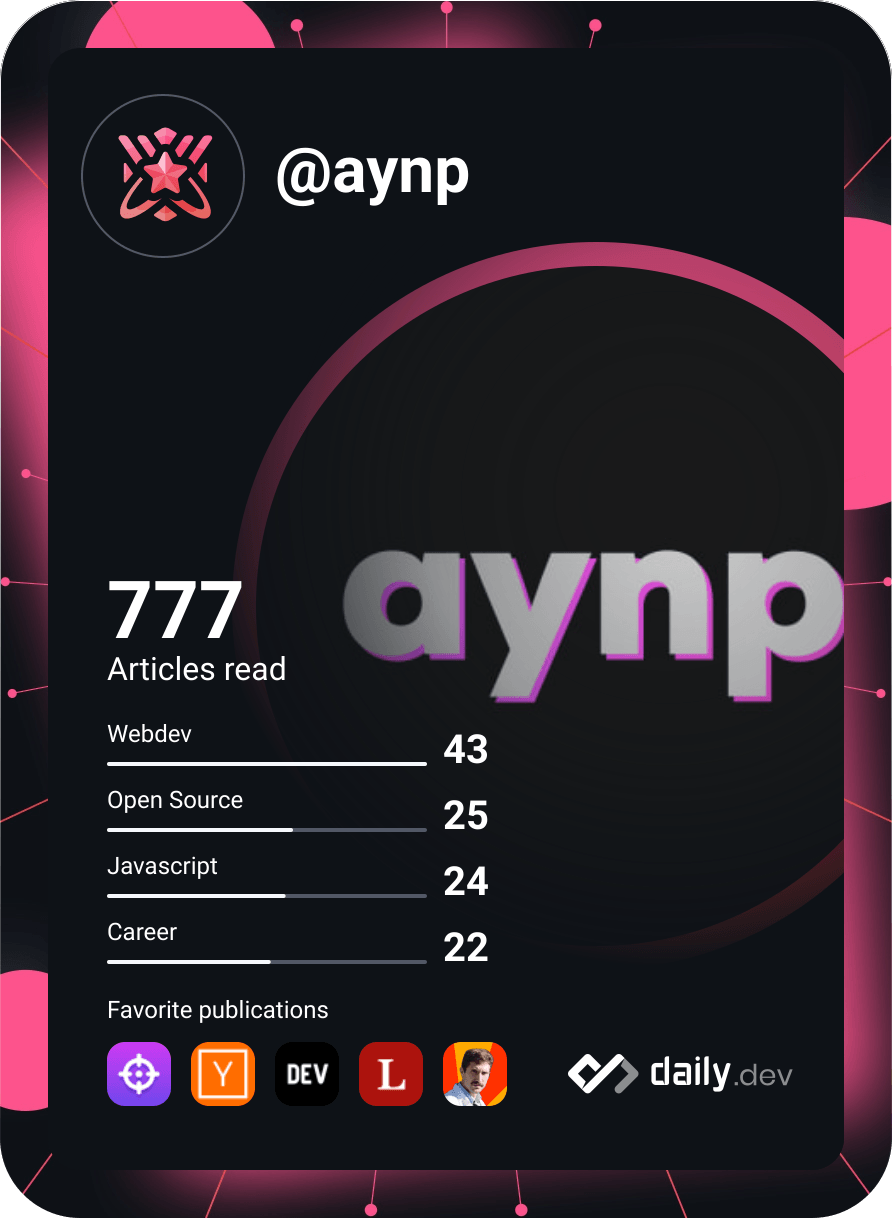 @aynp
aynp
777
Articles read
Webdev
43
Open Source
25
Javascript
24
Career
22
Favorite publications
Y
DEV
L
daily.dev